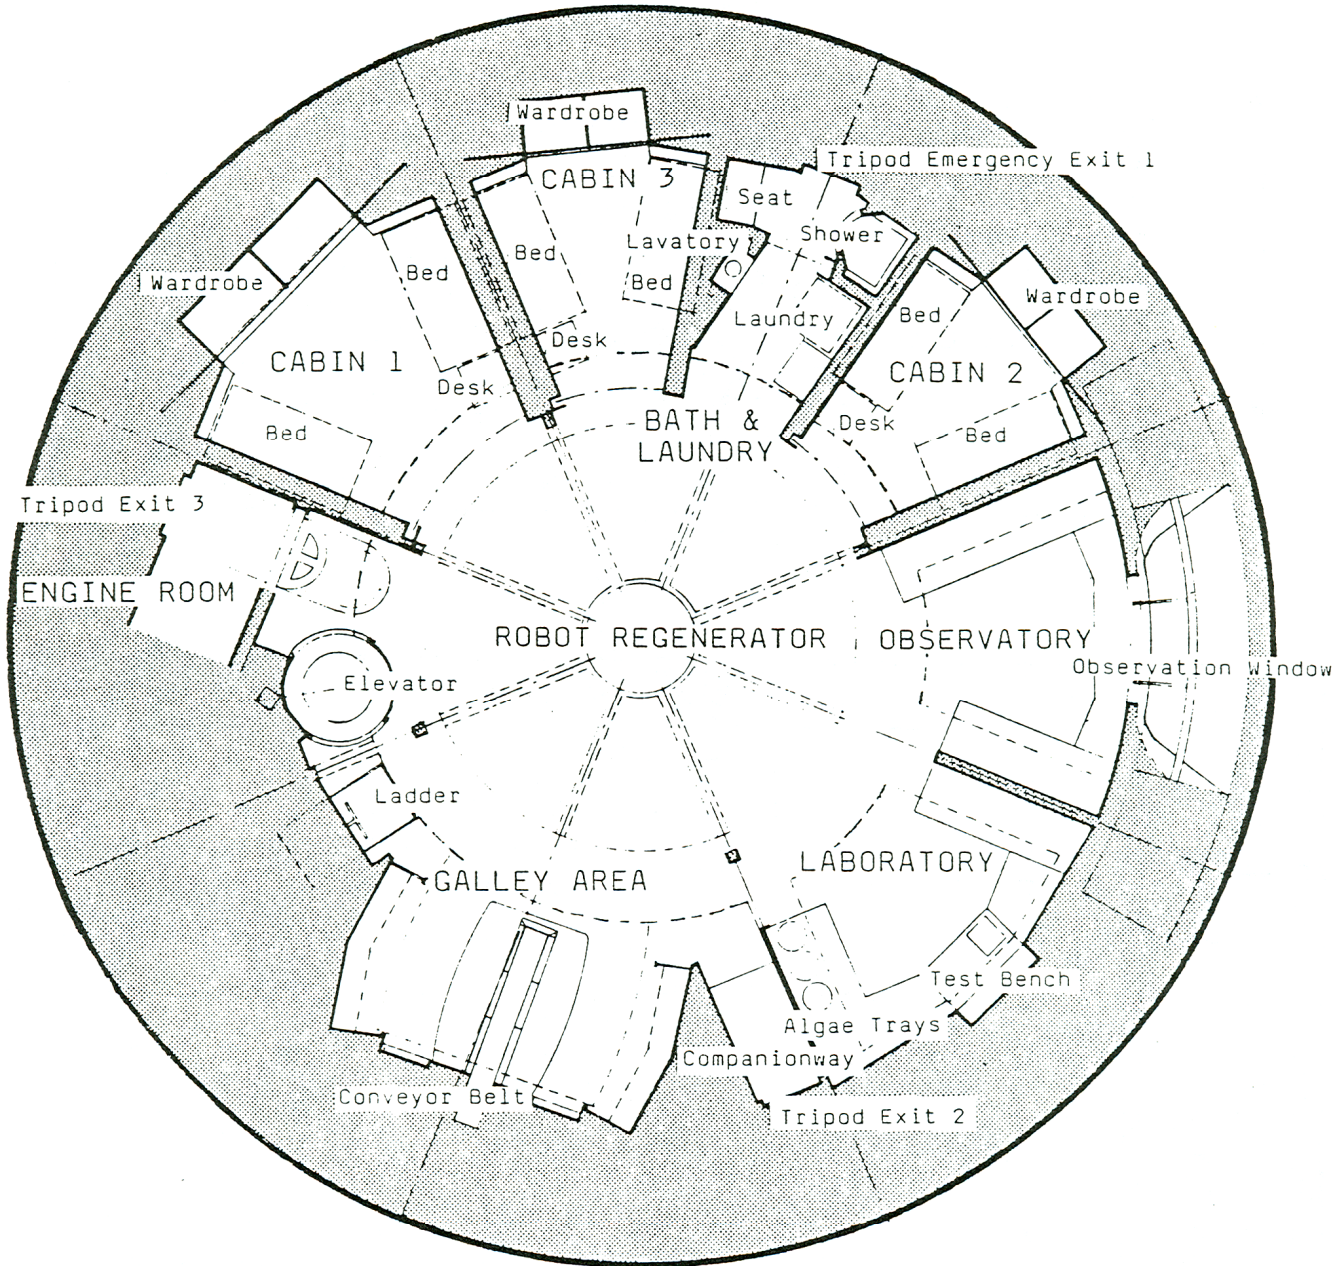 Wardrobe
CABIN 3
Tripod Emergency Exit 1
Seat
Shower
Lavatory
Bed
Bed
Bed
Wardrobe
Wardrobe
Laundry
Bed
Desk
Desk
CABIN 1
CABIN 2
BATH &
LAUNDRY
Desk
Bed
Bed
Tripod Exit 3
ENGINE ROOM
ROBOT REGENERATOR
OBSERVATORY
Observation Window
Elevator
Ladder
GALLEY AREA
LABORATORY
Test Bench
Algae Trays
Companionway
Conveyor Belt
Tripod Exit 2